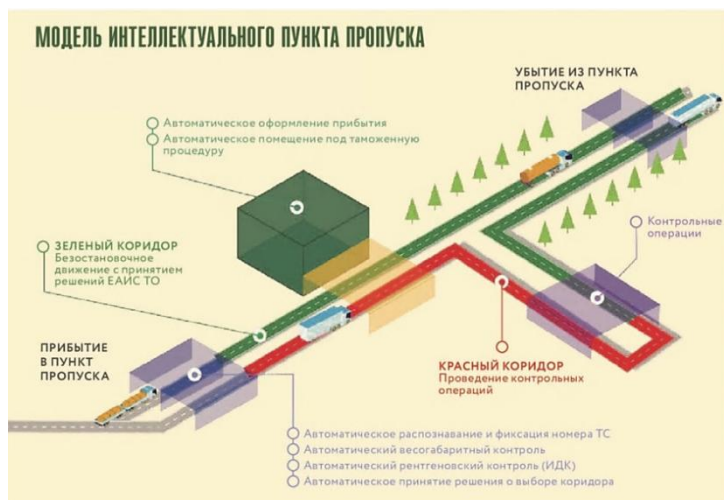 МОДЕЛЬ ИНТЕЛЛЕКТУАЛЬНОГО ПУНКТА ПРОПУСКА
УБЫТИЕ ИЗ ПУНКТА
ПРОПУСКА
Автоматическое оформление прибытия
Автоматическое помещение под таможенную
процедуру
Контрольные
операции
ЗЕЛЕНЫЙ КОРИДОР
Безостановочное
движение с принятием
решений ЕАИС ТО
ПРИБЫТИЕ
В ПУНКТ
ПРОПУСКА
КРАСНЫЙ КОРИДОР
Проведение контрольных
операций
Автоматическое распознавание и фиксация номера ТС
Автоматический весогабаритный контроль
Автоматический рентгеновский контроль (ИДК)
Автоматическое принятие решения о выборе коридора